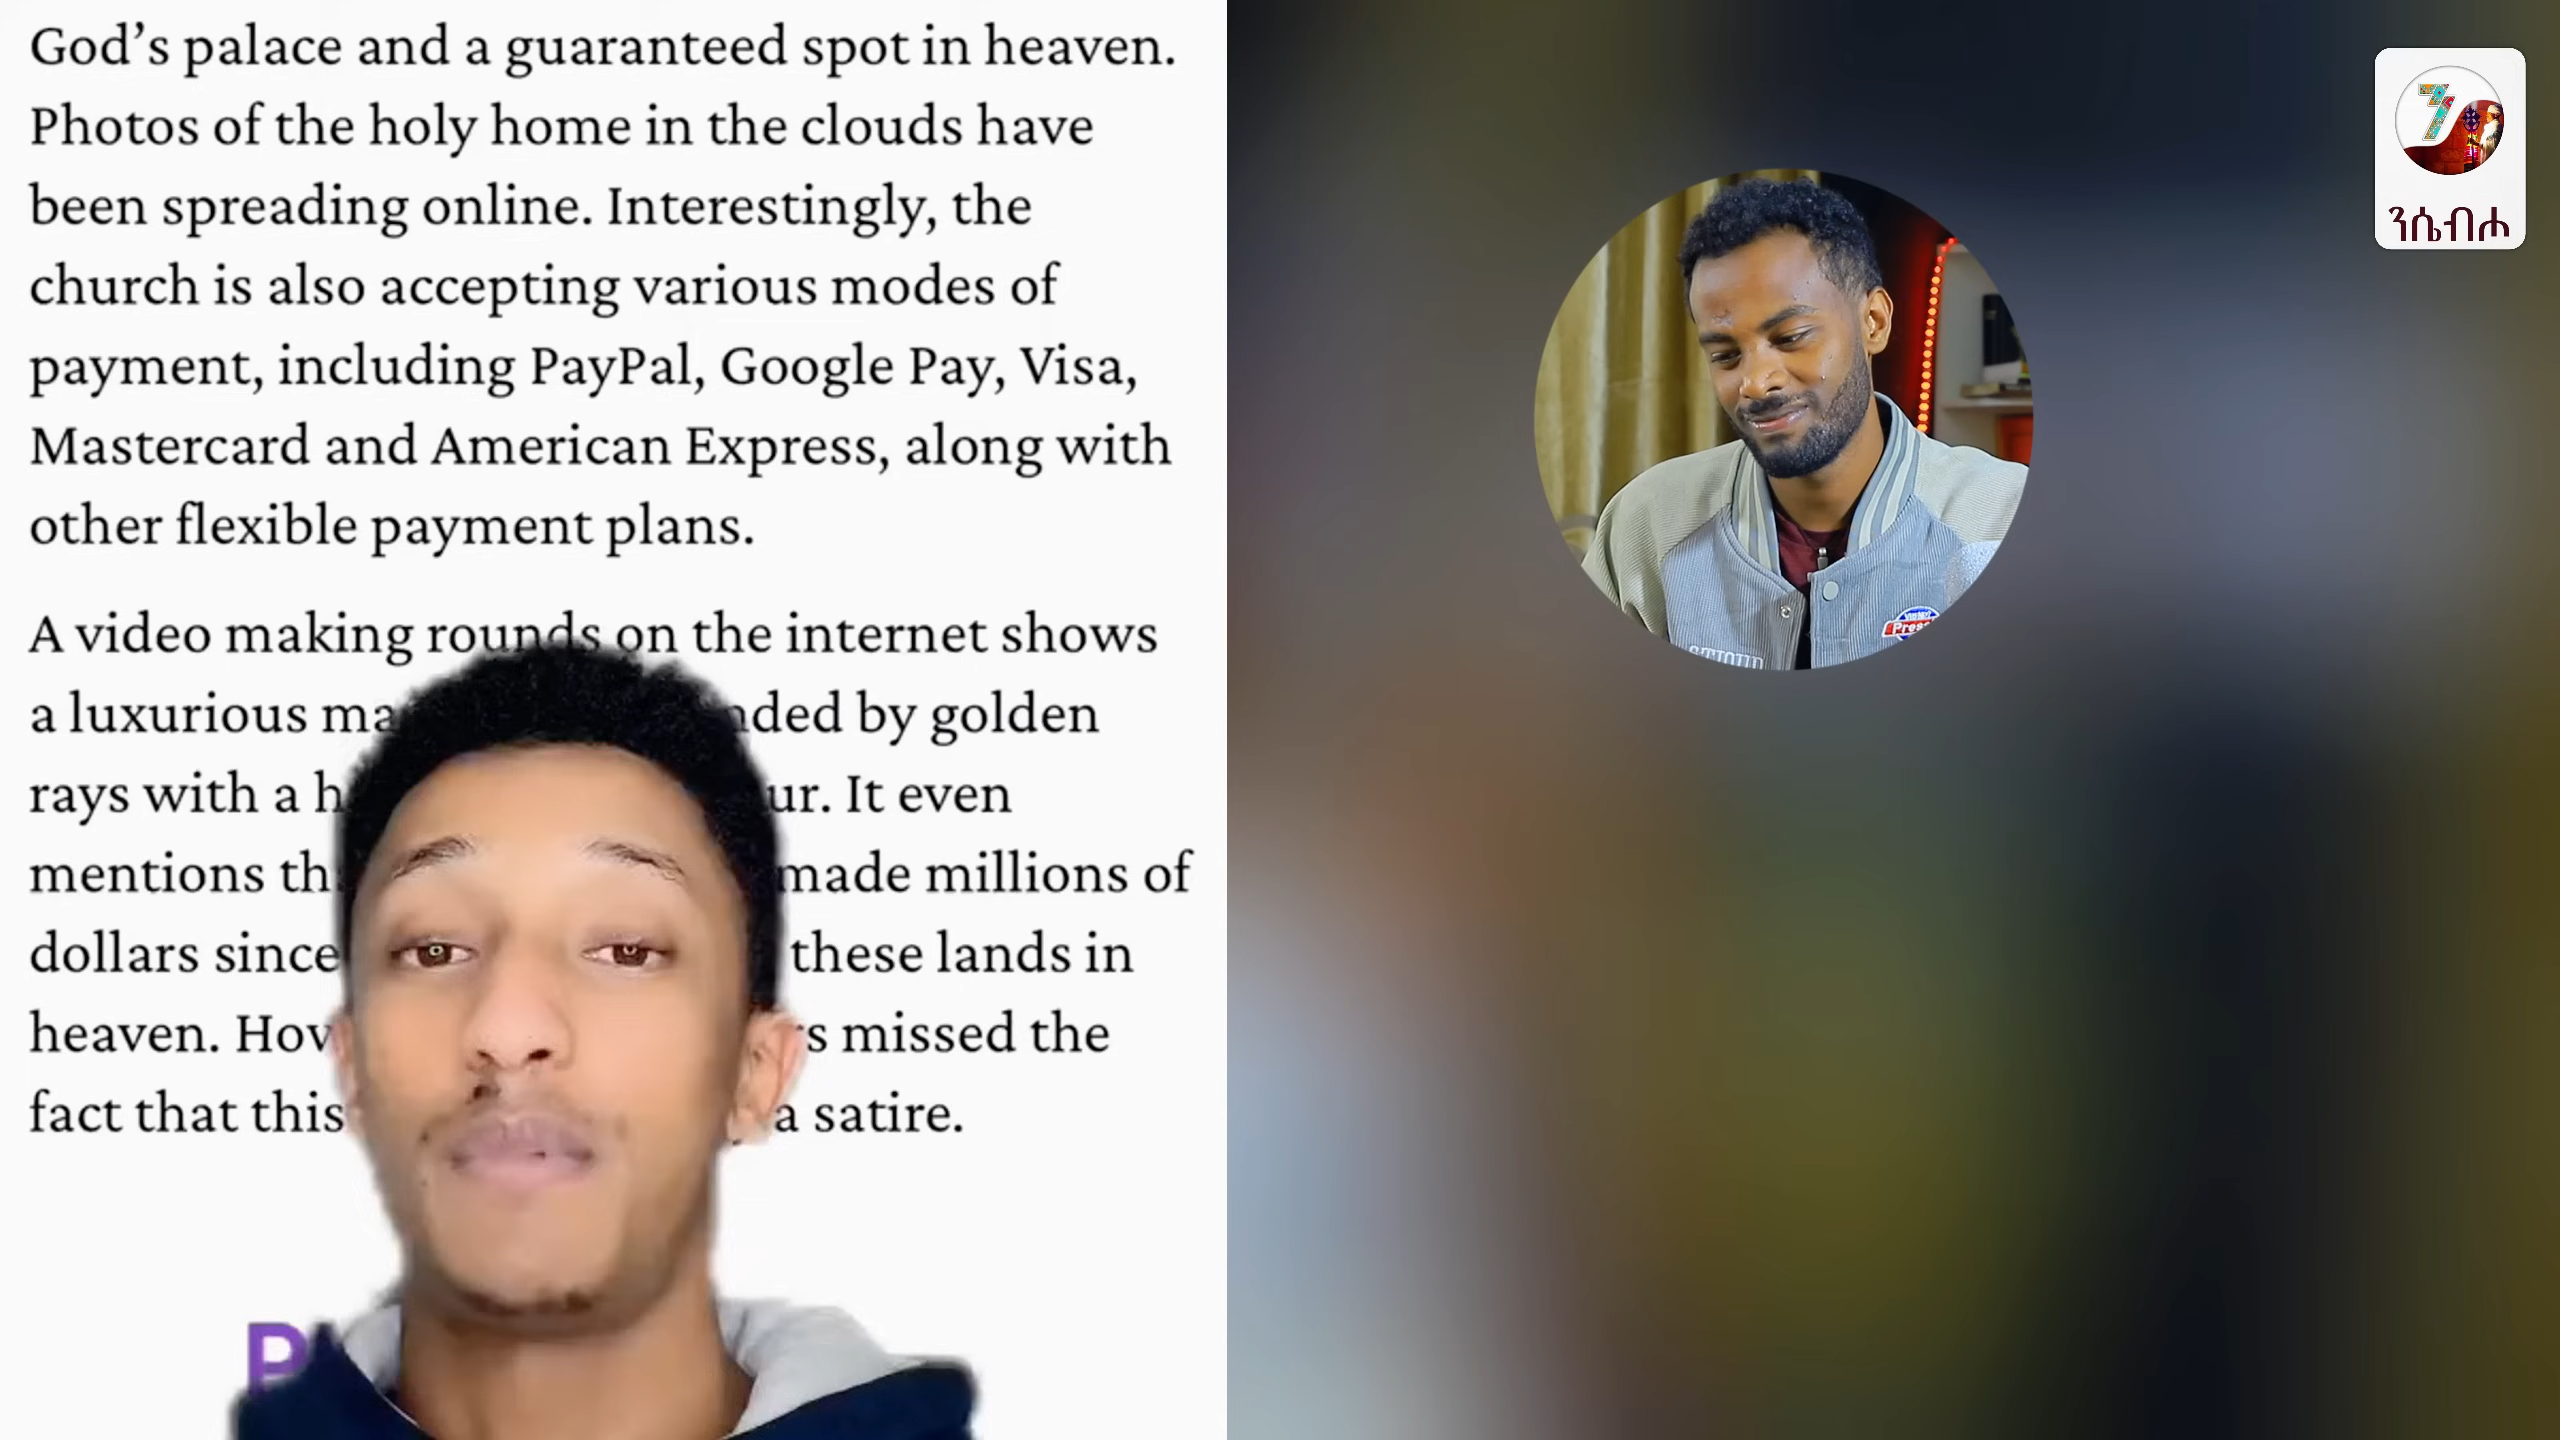 God’s palace and a guaranteed spot in heaven.
Photos of the holy home in the clouds have
been spreading online. Interestingly, the
church is also accepting various modes of
payment, including PayPal, Google Pay, Visa,
Mastercard and American Express, along with
other flexible payment plans.
A video making rounds on the internet shows
a luxurious nded by golden
rays with a ur. It even
mentions made millions of
dollars since these lands in
heaven. missed the
fact that this a satire.
ንሴብሖ